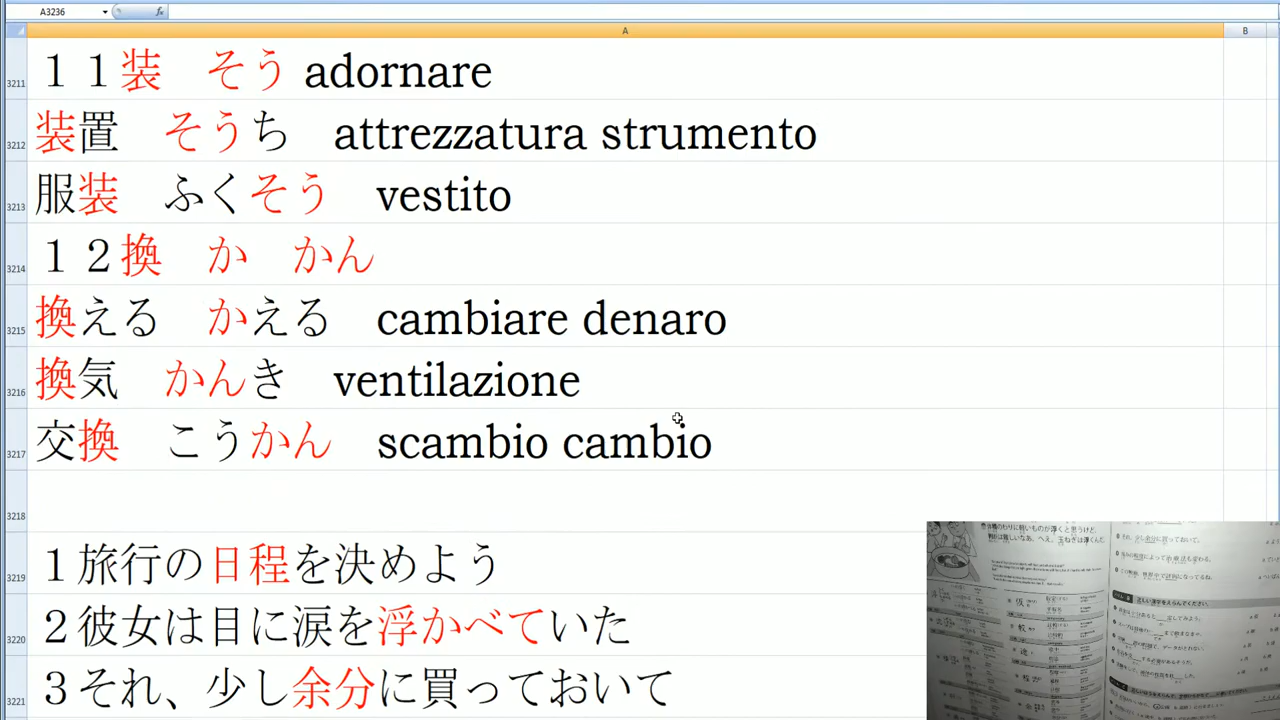 A3236
fx
A
B
3211
11装　そう adornare
3212
装置　そうち　attrezzatura strumento
3213
服装　ふくそう　vestito
3214
12換　か　かん
3215
換える　かえる　cambiare denaro
3216
換気　かんき　ventilazione
3217
交換　こうかん　scambio cambio
3218
3219
1旅行の日程を決めよう
3220
2彼女は目に涙を浮かべていた
3221
3それ、少し余分に買っておいて